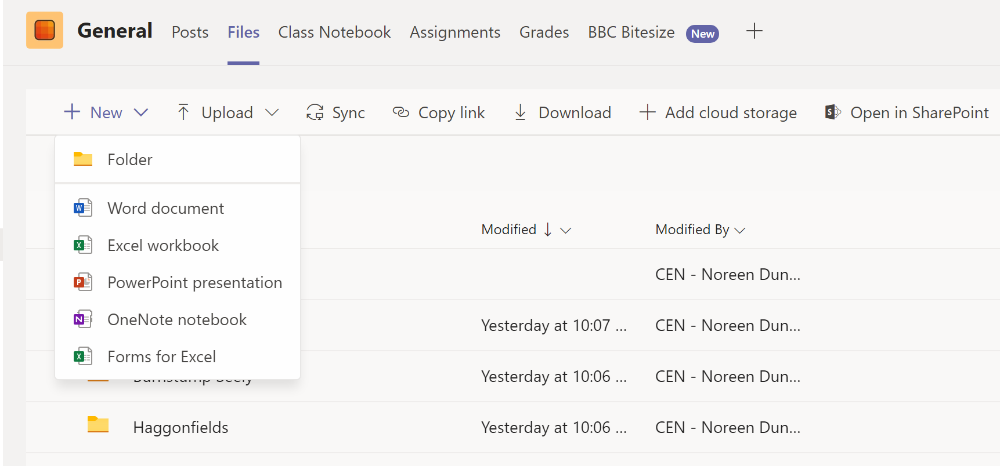 General Posts Files Class Notebook Assignments Grades BBC Bitesize New
New Upload Sync Copy link Download Add cloud storage Open in SharePoint
Folder
Word document
Modified Modified By
Excel workbook
CEN - Noreen Dun...
PowerPoint presentation
OneNote notebook
Yesterday at 10:07 ... CEN - Noreen Dun...
Forms for Excel
Yesterday at 10:06 ... CEN - Noreen Dun...
Haggonfields Yesterday at 10:06 ... CEN - Noreen Dun...